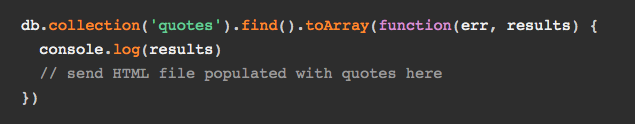 db.collection('quotes').find().toArray(function(err, results) {
  console.log(results)
  // send HTML file populated with quotes here
})